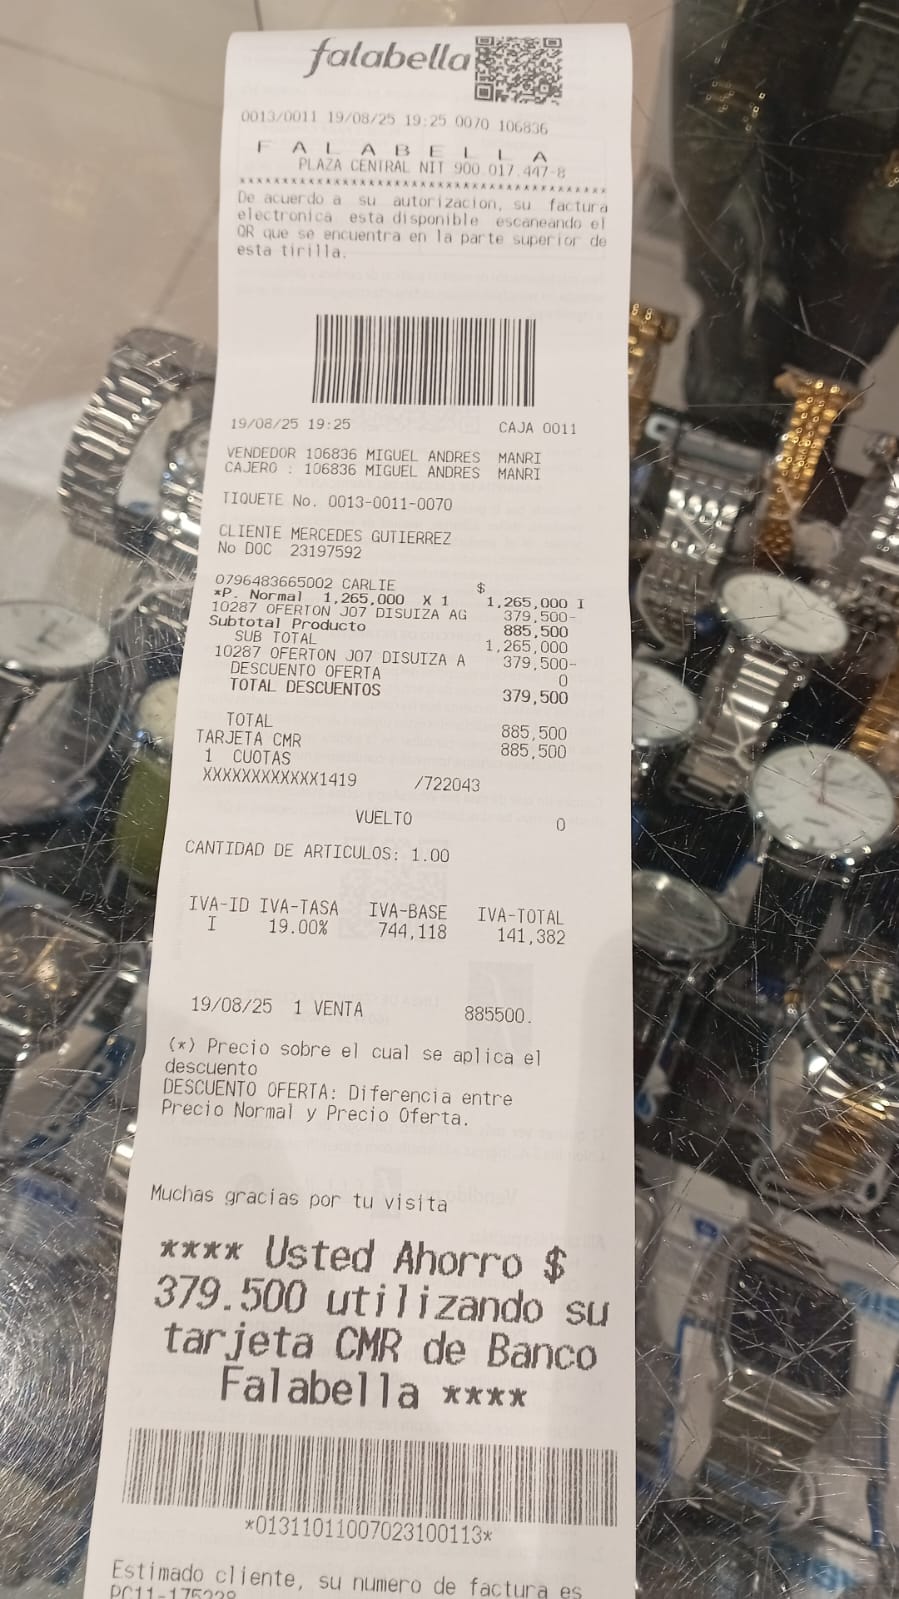 falabella
0013/0011 19/08/25 19:25 0070 106836
F A L A B E L L A
PLAZA CENTRAL NIT 900.017.447-8
De acuerdo a su autorizacion, su factura
electronica esta disponible escaneando el
QR que se encuentra en la parte superior de
esta tirilla.
19/08/25 19:25 CAJA 0011
VENDEDOR 106836 MIGUEL ANDRES MANRI
CAJERO : 106836 MIGUEL ANDRES MANRI
TIQUETE No. 0013-0011-0070
CLIENTE MERCEDES GUTIERREZ
No DOC 23197592
0796483665002 CARLIE $
*P. Normal 1,265,000 X 1 1,265,000 I
10287 OFERTON J07 DISUIZA AG 379,500-
Subtotal Producto 885,500
SUB TOTAL 1,265,000
10287 OFERTON J07 DISUIZA A 379,500-
DESCUENTO OFERTA 0
TOTAL DESCUENTOS 379,500
TOTAL 885,500
TARJETA CMR 885,500
1 CUOTAS
XXXXXXXXXXXX1419 /722043
VUELTO 0
CANTIDAD DE ARTICULOS: 1.00
IVA-ID IVA-TASA IVA-BASE IVA-TOTAL
I 19.00% 744,118 141,382
19/08/25 1 VENTA 885500.
(*) Precio sobre el cual se aplica el
descuento
DESCUENTO OFERTA: Diferencia entre
Precio Normal y Precio Oferta.
Muchas gracias por tu visita
**** Usted Ahorro $
379.500 utilizando su
tarjeta CMR de Banco
Falabella ****
*01311011007023100113*
Estimado cliente, su numero de factura es